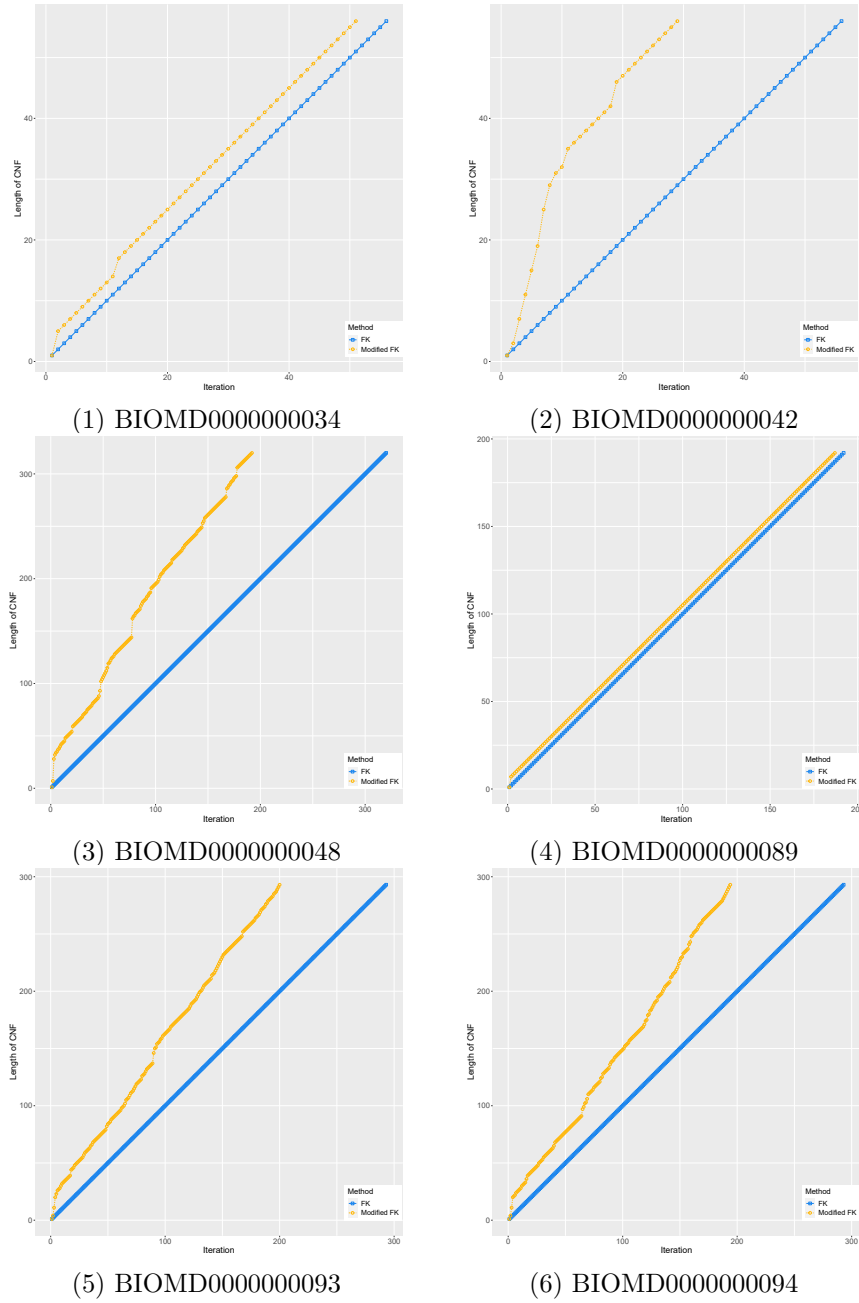 Length of CNF
40
20
0
0
20
40
Iteration
Method
FK
Modified FK
(1) BIOMD0000000034
Length of CNF
40
20
0
0
20
40
Iteration
Method
FK
Modified FK
(2) BIOMD0000000042
Length of CNF
300
200
100
0
0
100
200
300
Iteration
Method
FK
Modified FK
(3) BIOMD0000000048
Length of CNF
200
150
100
50
0
0
50
100
150
200
Iteration
Method
FK
Modified FK
(4) BIOMD0000000089
Length of CNF
300
200
100
0
0
100
200
300
Iteration
Method
FK
Modified FK
(5) BIOMD0000000093
Length of CNF
300
200
100
0
0
100
200
300
Iteration
Method
FK
Modified FK
(6) BIOMD0000000094